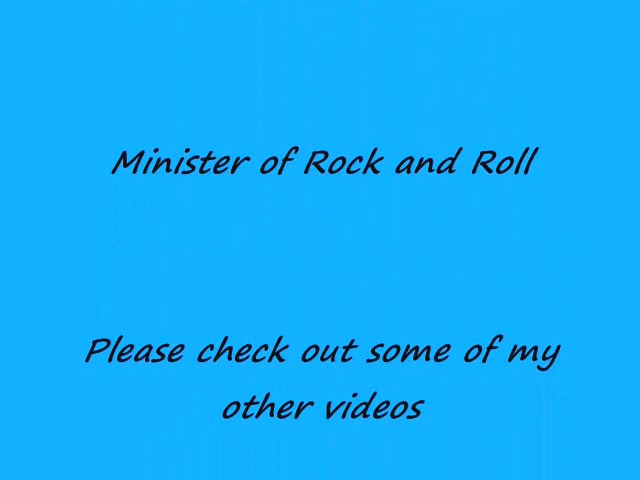 Minister of Rock and Roll
Please check out some of my
other videos